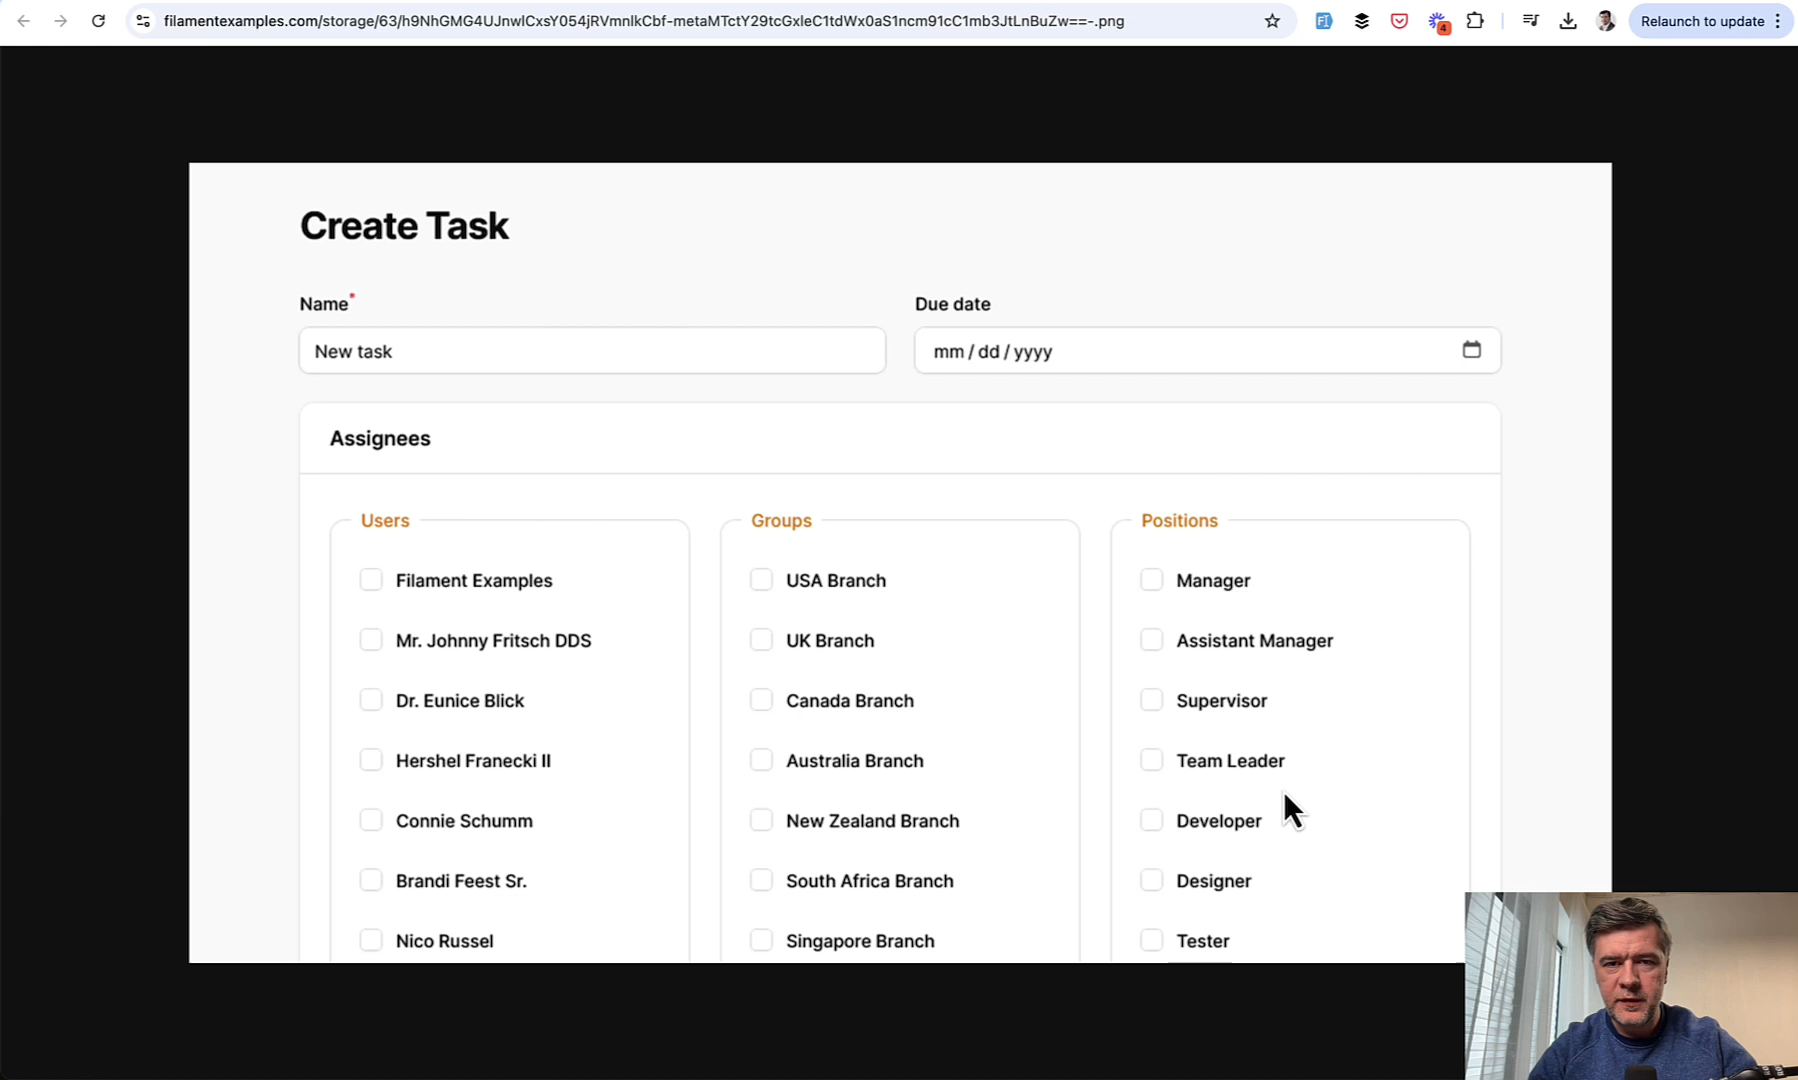 filamentexamples.com/storage/63/h9NhGMG4UJnwlCxsY054jRVmnlkCbf-metaMTctY29tcGxleC1tdWx0aS1ncm91cC1mb3JtLnBuZw==-.png
4
Relaunch to update
Create Task
Name*
Due date
New task
mm / dd / yyyy
Assignees
Users
Groups
Positions
Filament Examples
USA Branch
Manager
Mr. Johnny Fritsch DDS
UK Branch
Assistant Manager
Dr. Eunice Blick
Canada Branch
Supervisor
Hershel Franecki II
Australia Branch
Team Leader
Connie Schumm
New Zealand Branch
Developer
Brandi Feest Sr.
South Africa Branch
Designer
Nico Russel
Singapore Branch
Tester